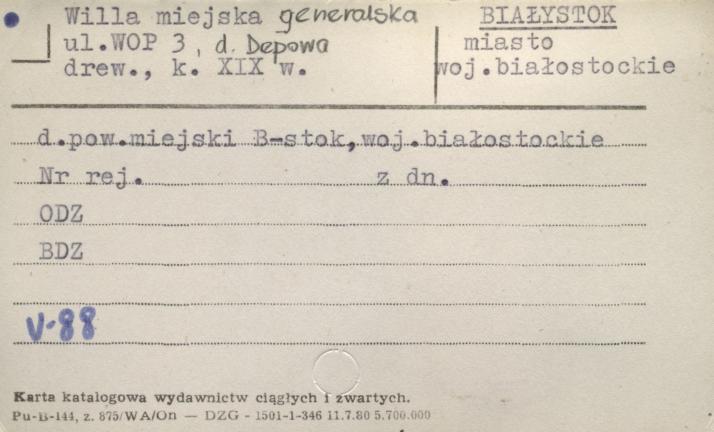 Willa miejska generalska BIAŁYSTOK
ul.WOP 3, d. Depowa miasto
drew., k. XIX w. woj.białostockie
d.pow.miejski B-stok,woj.białostockie
Nr rej. z dn.
ODZ
BDZ
V-88
Karta katalogowa wydawnictw ciągłych i zwartych.
Pu-B-144, z. 875/WA/On — DZG - 1501-1-346 11.7.80 5.700.000